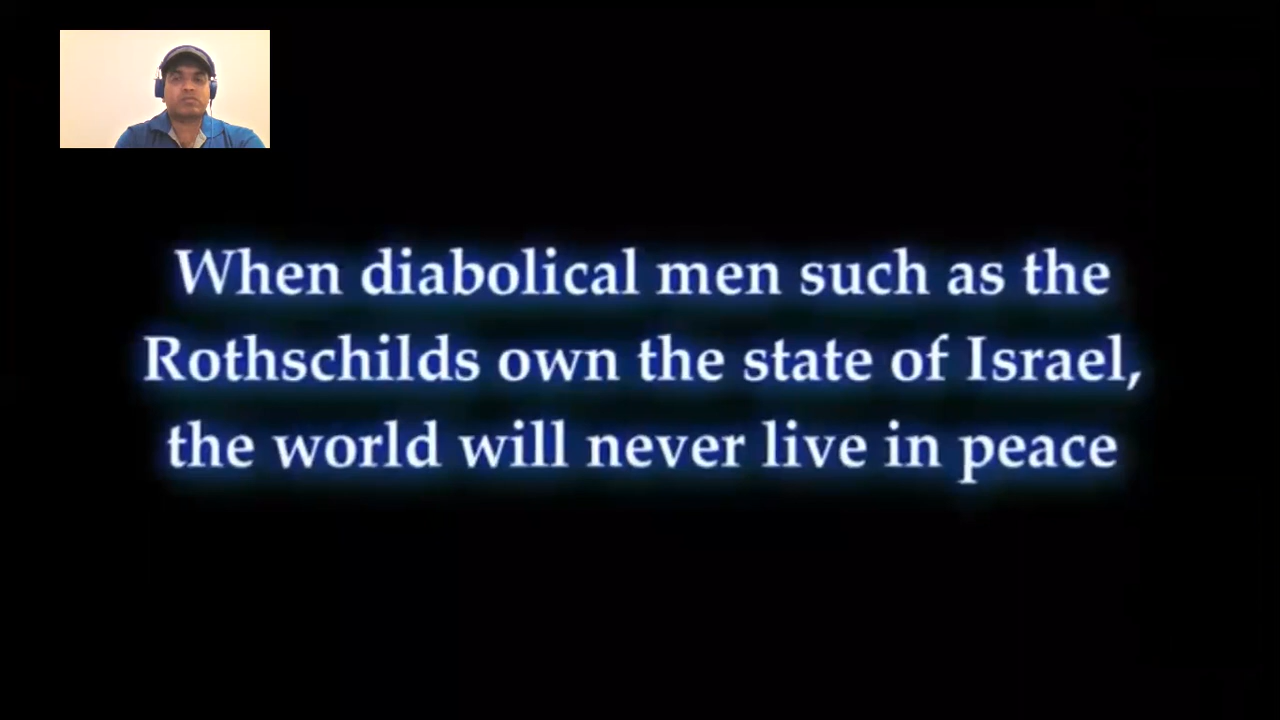 When diabolical men such as the
Rothschilds own the state of Israel,
the world will never live in peace